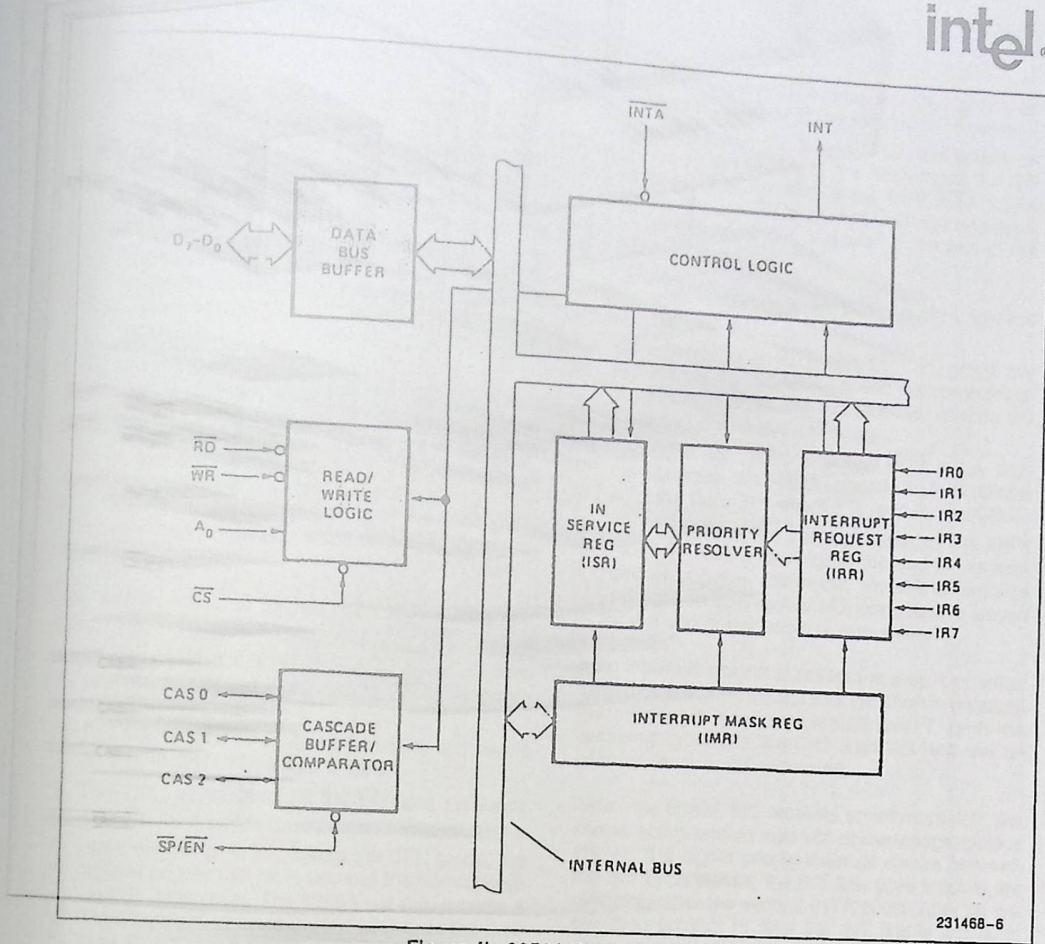 intel
INTA
INT
DATA
BUS
BUFFER
D7-D0
CONTROL LOGIC
RD
WR
A0
CS
READ/
WRITE
LOGIC
IN
SERVICE
REG
(ISR)
PRIORITY
RESOLVER
INTERRUPT
REQUEST
REG
(IRR)
IR0
IR1
IR2
IR3
IR4
IR5
IR6
IR7
CAS 0
CAS 1
CAS 2
SP/EN
CASCADE
BUFFER/
COMPARATOR
INTERRUPT MASK REG
(IMR)
INTERNAL BUS
231468-6